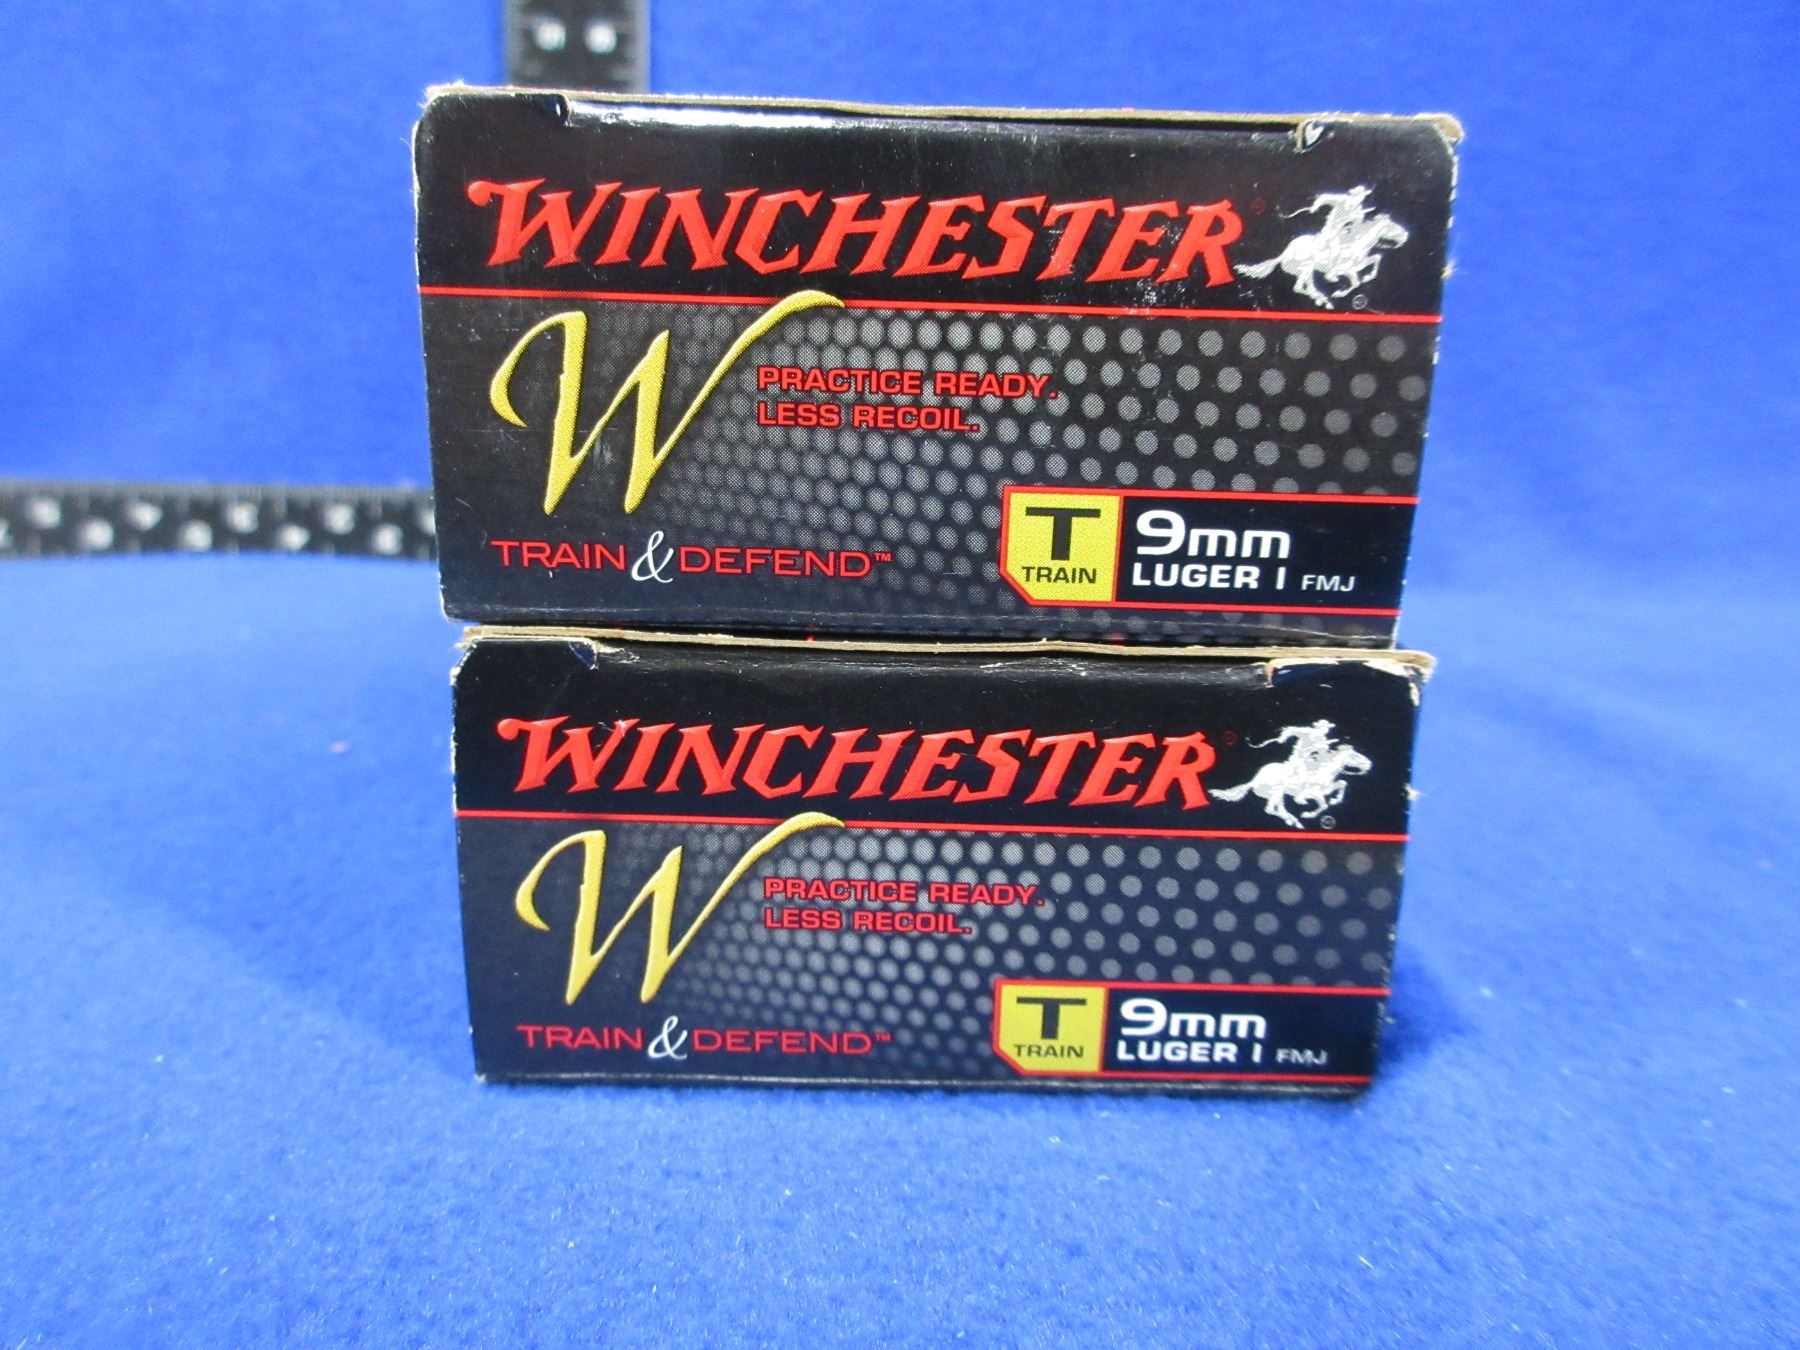 WINCHESTER®
W
PRACTICE READY.
LESS RECOIL.
TRAIN & DEFEND™
T
TRAIN
9mm
LUGER | FMJ
WINCHESTER®
W
PRACTICE READY.
LESS RECOIL.
TRAIN & DEFEND™
T
TRAIN
9mm
LUGER | FMJ